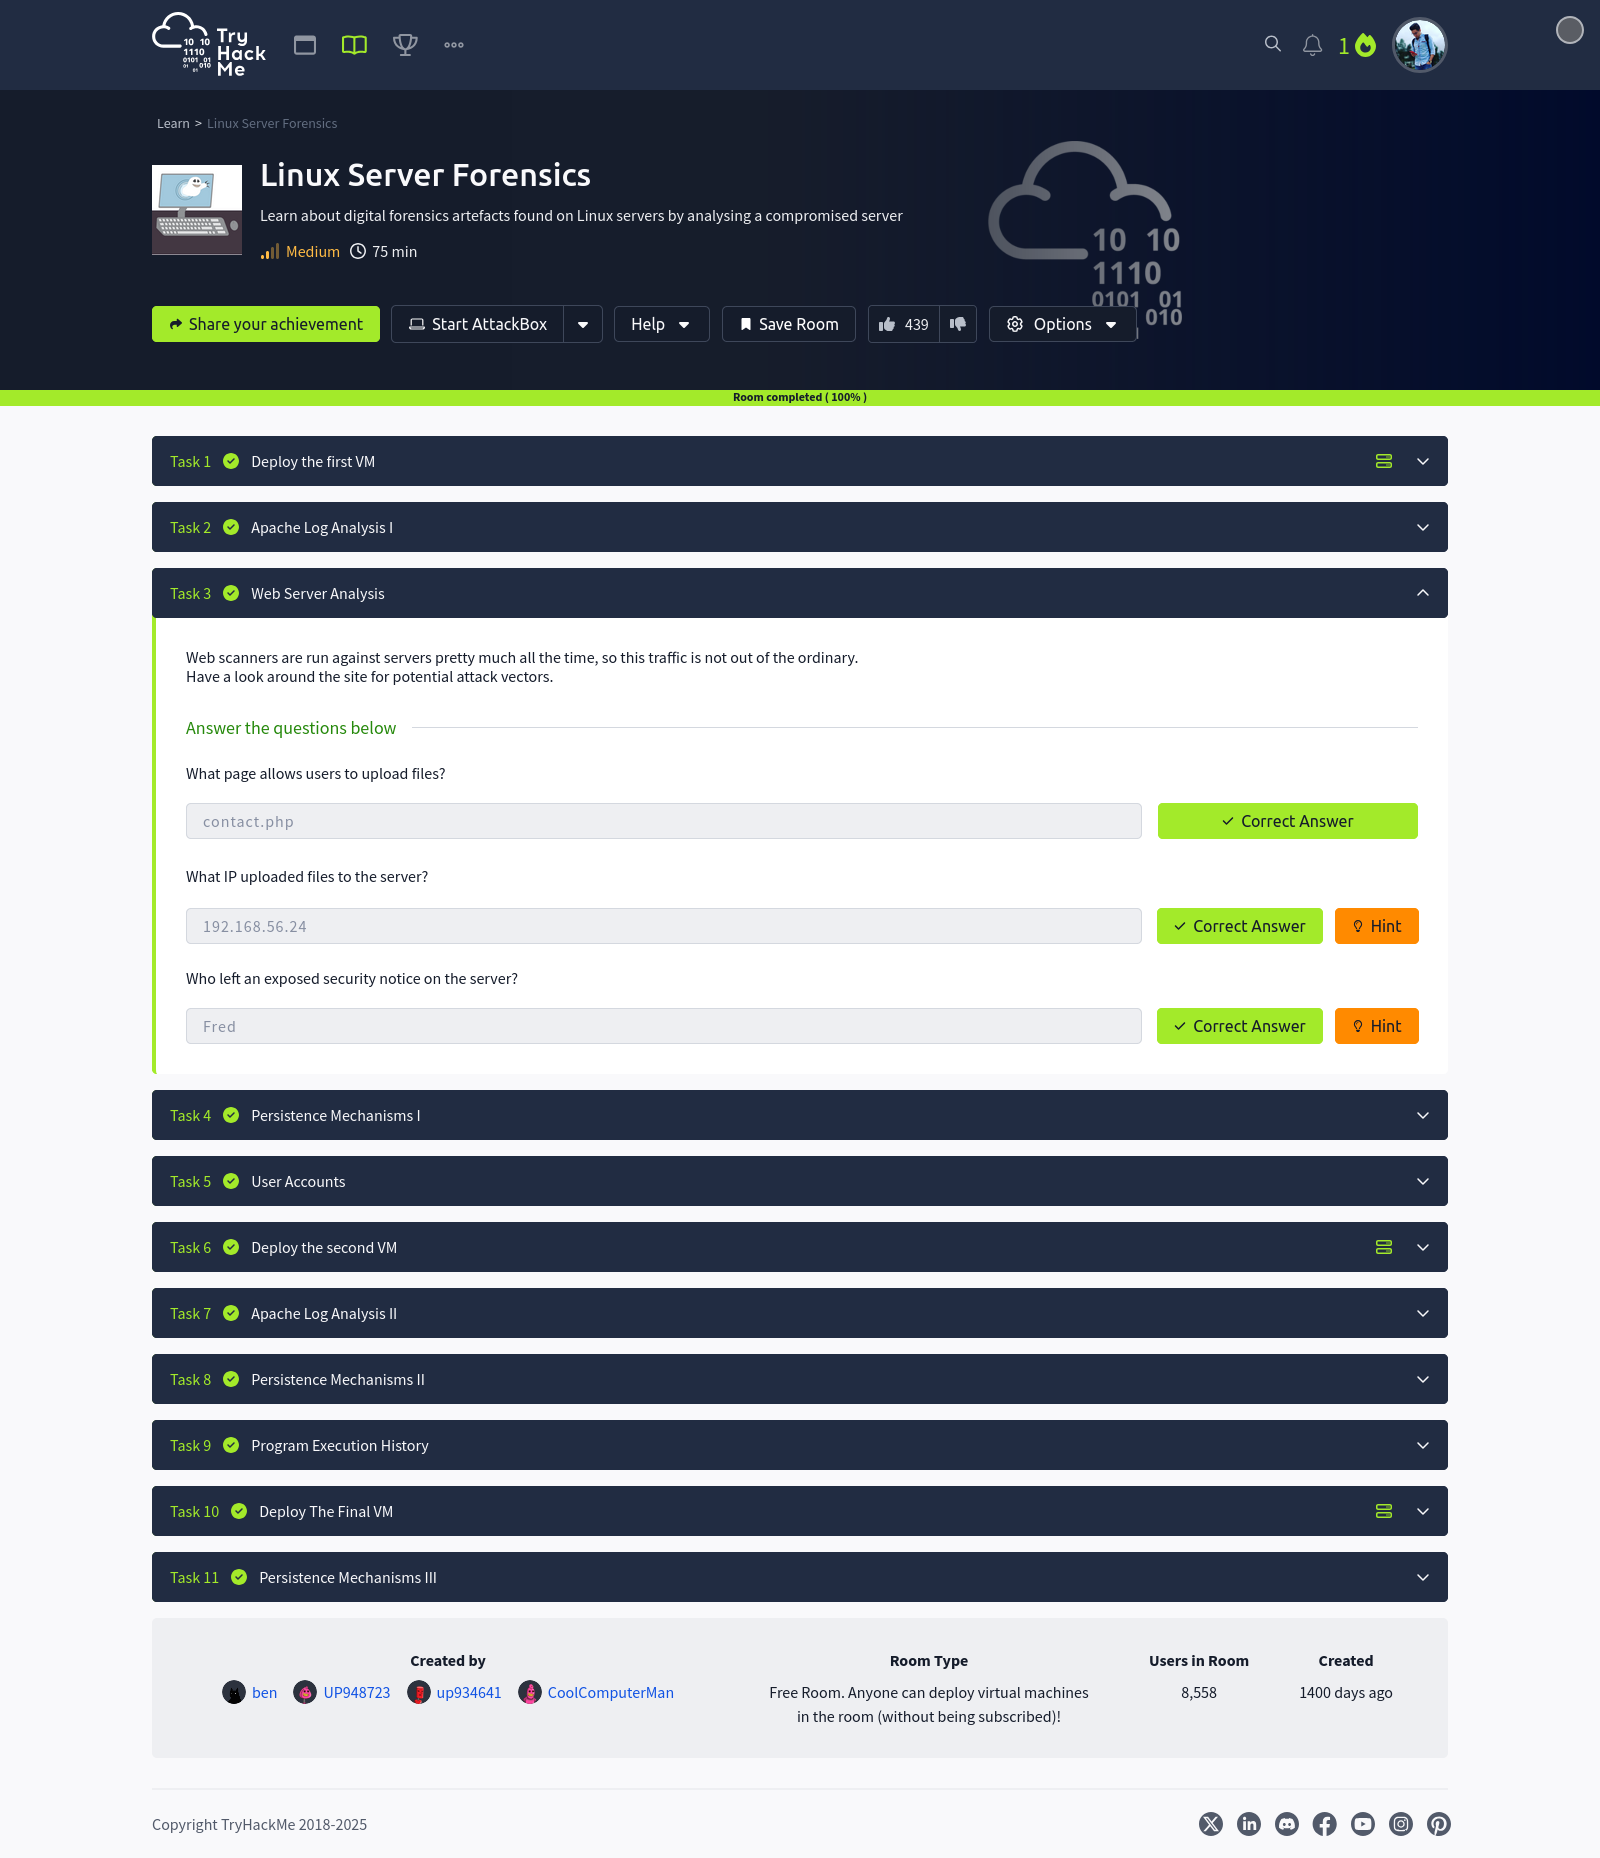 Try
Hack
Me
10 10
1110
0101 01
01
010
1
Learn > Linux Server Forensics
Linux Server Forensics
Learn about digital forensics artefacts found on Linux servers by analysing a compromised server
Medium 75 min
10 10
1110
0101 01
010
Share your achievement Start AttackBox Help Save Room 439 Options
Room completed ( 100% )
Task 1 Deploy the first VM
Task 2 Apache Log Analysis I
Task 3 Web Server Analysis
Web scanners are run against servers pretty much all the time, so this traffic is not out of the ordinary.
Have a look around the site for potential attack vectors.
Answer the questions below
What page allows users to upload files?
contact.php Correct Answer
What IP uploaded files to the server?
192.168.56.24 Correct Answer Hint
Who left an exposed security notice on the server?
Fred Correct Answer Hint
Task 4 Persistence Mechanisms I
Task 5 User Accounts
Task 6 Deploy the second VM
Task 7 Apache Log Analysis II
Task 8 Persistence Mechanisms II
Task 9 Program Execution History
Task 10 Deploy The Final VM
Task 11 Persistence Mechanisms III
Created by Room Type Users in Room Created
ben UP948723 up934641 CoolComputerMan Free Room. Anyone can deploy virtual machines 8,558 1400 days ago
in the room (without being subscribed)!
Copyright TryHackMe 2018-2025